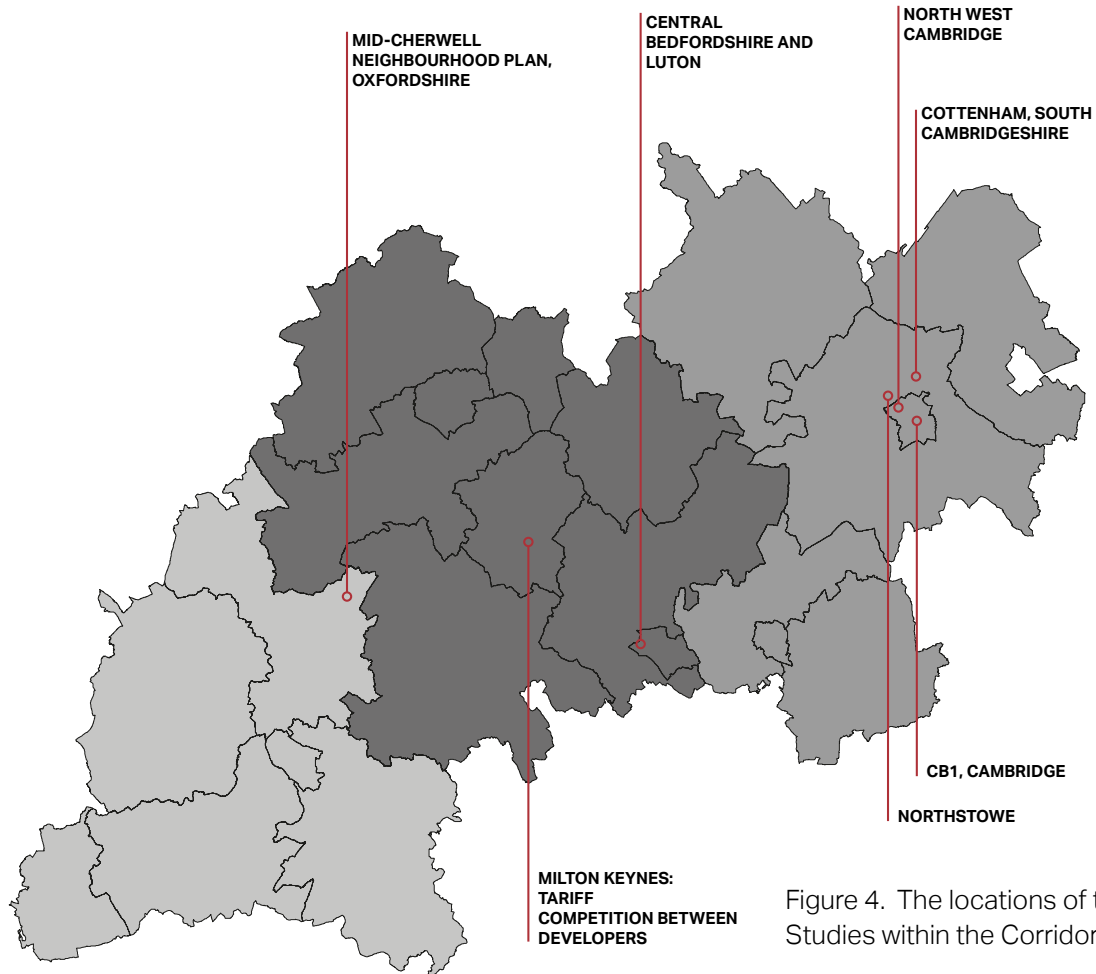 MID-CHERWELL
NEIGHBOURHOOD PLAN,
OXFORDSHIRE
CENTRAL
BEDFORDSHIRE AND
LUTON
NORTH WEST
CAMBRIDGE
COTTENHAM, SOUTH
CAMBRIDGESHIRE
CB1, CAMBRIDGE
NORTHSTOWE
MILTON KEYNES:
TARIFF
COMPETITION BETWEEN
DEVELOPERS
Figure 4. The locations of
Studies within the Corridor